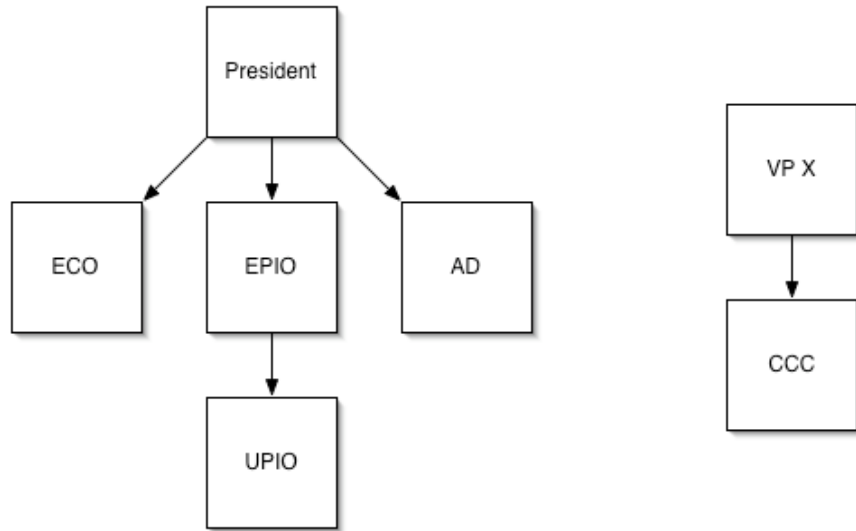 President
VP X
ECO
EPIO
AD
CCC
UPIO